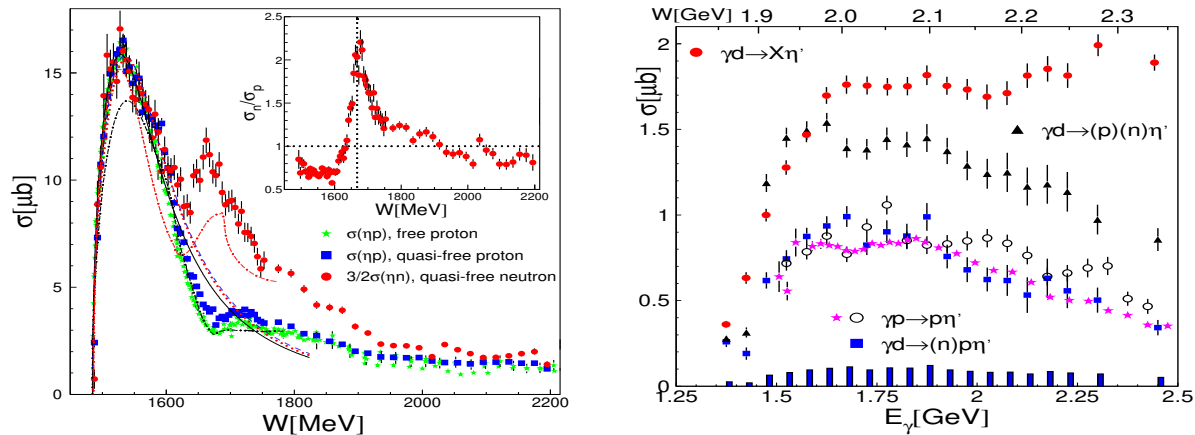 σ[μb]
15
10
5
0
1600
1800
2000
2200
W[MeV]
σn/σp
2.5
2
1.5
1
0.5
1600
1800
2000
2200
W[MeV]
σ(ηp), free proton
σ(ηp), quasi-free proton
3/2σ(ηn), quasi-free neutron
W[GeV]
1.9
2.0
2.1
2.2
2.3
σ[μb]
2
1.5
1
0.5
0
γd→Xη'
γd→(p)(n)η'
γp→pη'
γd→(n)pη'
1.25
1.5
1.75
2
2.25
2.5
Eγ[GeV]